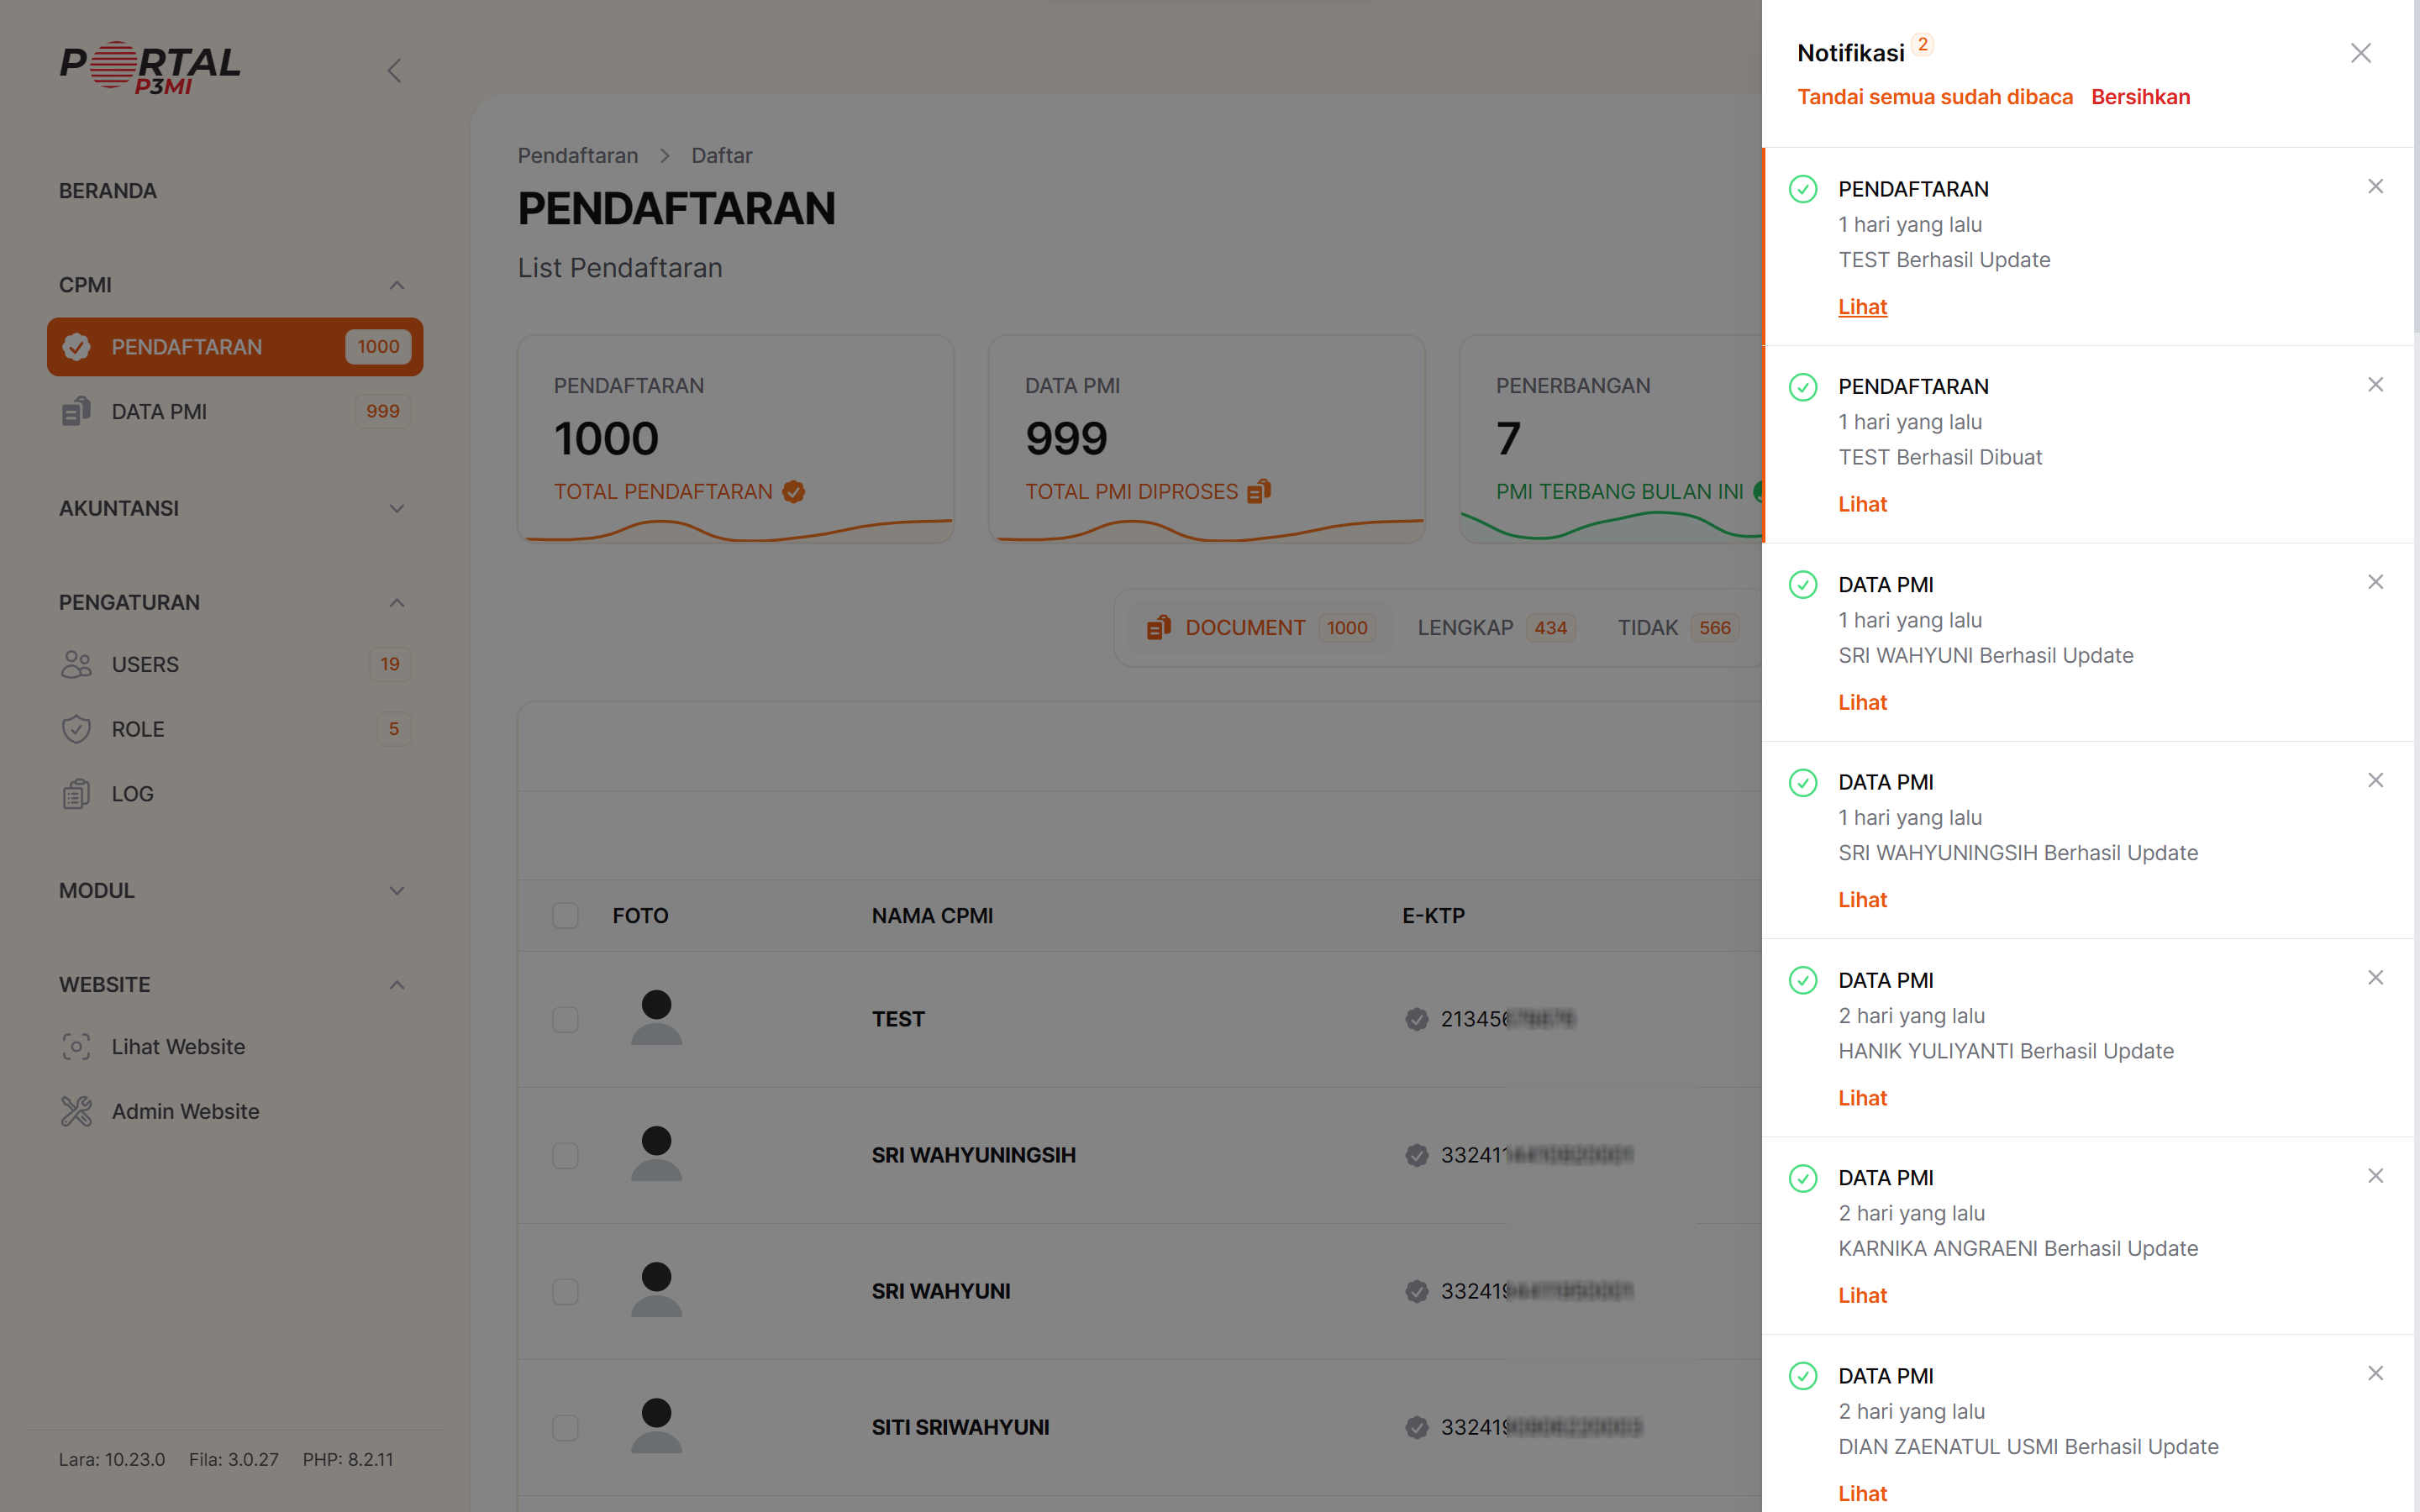 PORTAL
P3MI
BERANDA
CPMI
PENDAFTARAN 1000
DATA PMI 999
AKUNTANSI
PENGATURAN
USERS 19
ROLE 5
LOG
MODUL
WEBSITE
Lihat Website
Admin Website
Lara: 10.23.0 Fila: 3.0.27 PHP: 8.2.11
Pendaftaran > Daftar
PENDAFTARAN
List Pendaftaran
PENDAFTARAN
1000
TOTAL PENDAFTARAN
DATA PMI
999
TOTAL PMI DIPROSES
PENERBANGAN
7
PMI TERBANG BULAN INI
DOCUMENT 1000 LENGKAP 434 TIDAK 566
FOTO NAMA CPMI E-KTP
TEST 21345
SRI WAHYUNINGSIH 33241
SRI WAHYUNI 33241
SITI SRIWAHYUNI 33241
Notifikasi 2
Tandai semua sudah dibaca Bersihkan
PENDAFTARAN
1 hari yang lalu
TEST Berhasil Update
Lihat
PENDAFTARAN
1 hari yang lalu
TEST Berhasil Dibuat
Lihat
DATA PMI
1 hari yang lalu
SRI WAHYUNI Berhasil Update
Lihat
DATA PMI
1 hari yang lalu
SRI WAHYUNINGSIH Berhasil Update
Lihat
DATA PMI
2 hari yang lalu
HANIK YULIYANTI Berhasil Update
Lihat
DATA PMI
2 hari yang lalu
KARNIKA ANGRAENI Berhasil Update
Lihat
DATA PMI
2 hari yang lalu
DIAN ZAENATUL USMI Berhasil Update
Lihat